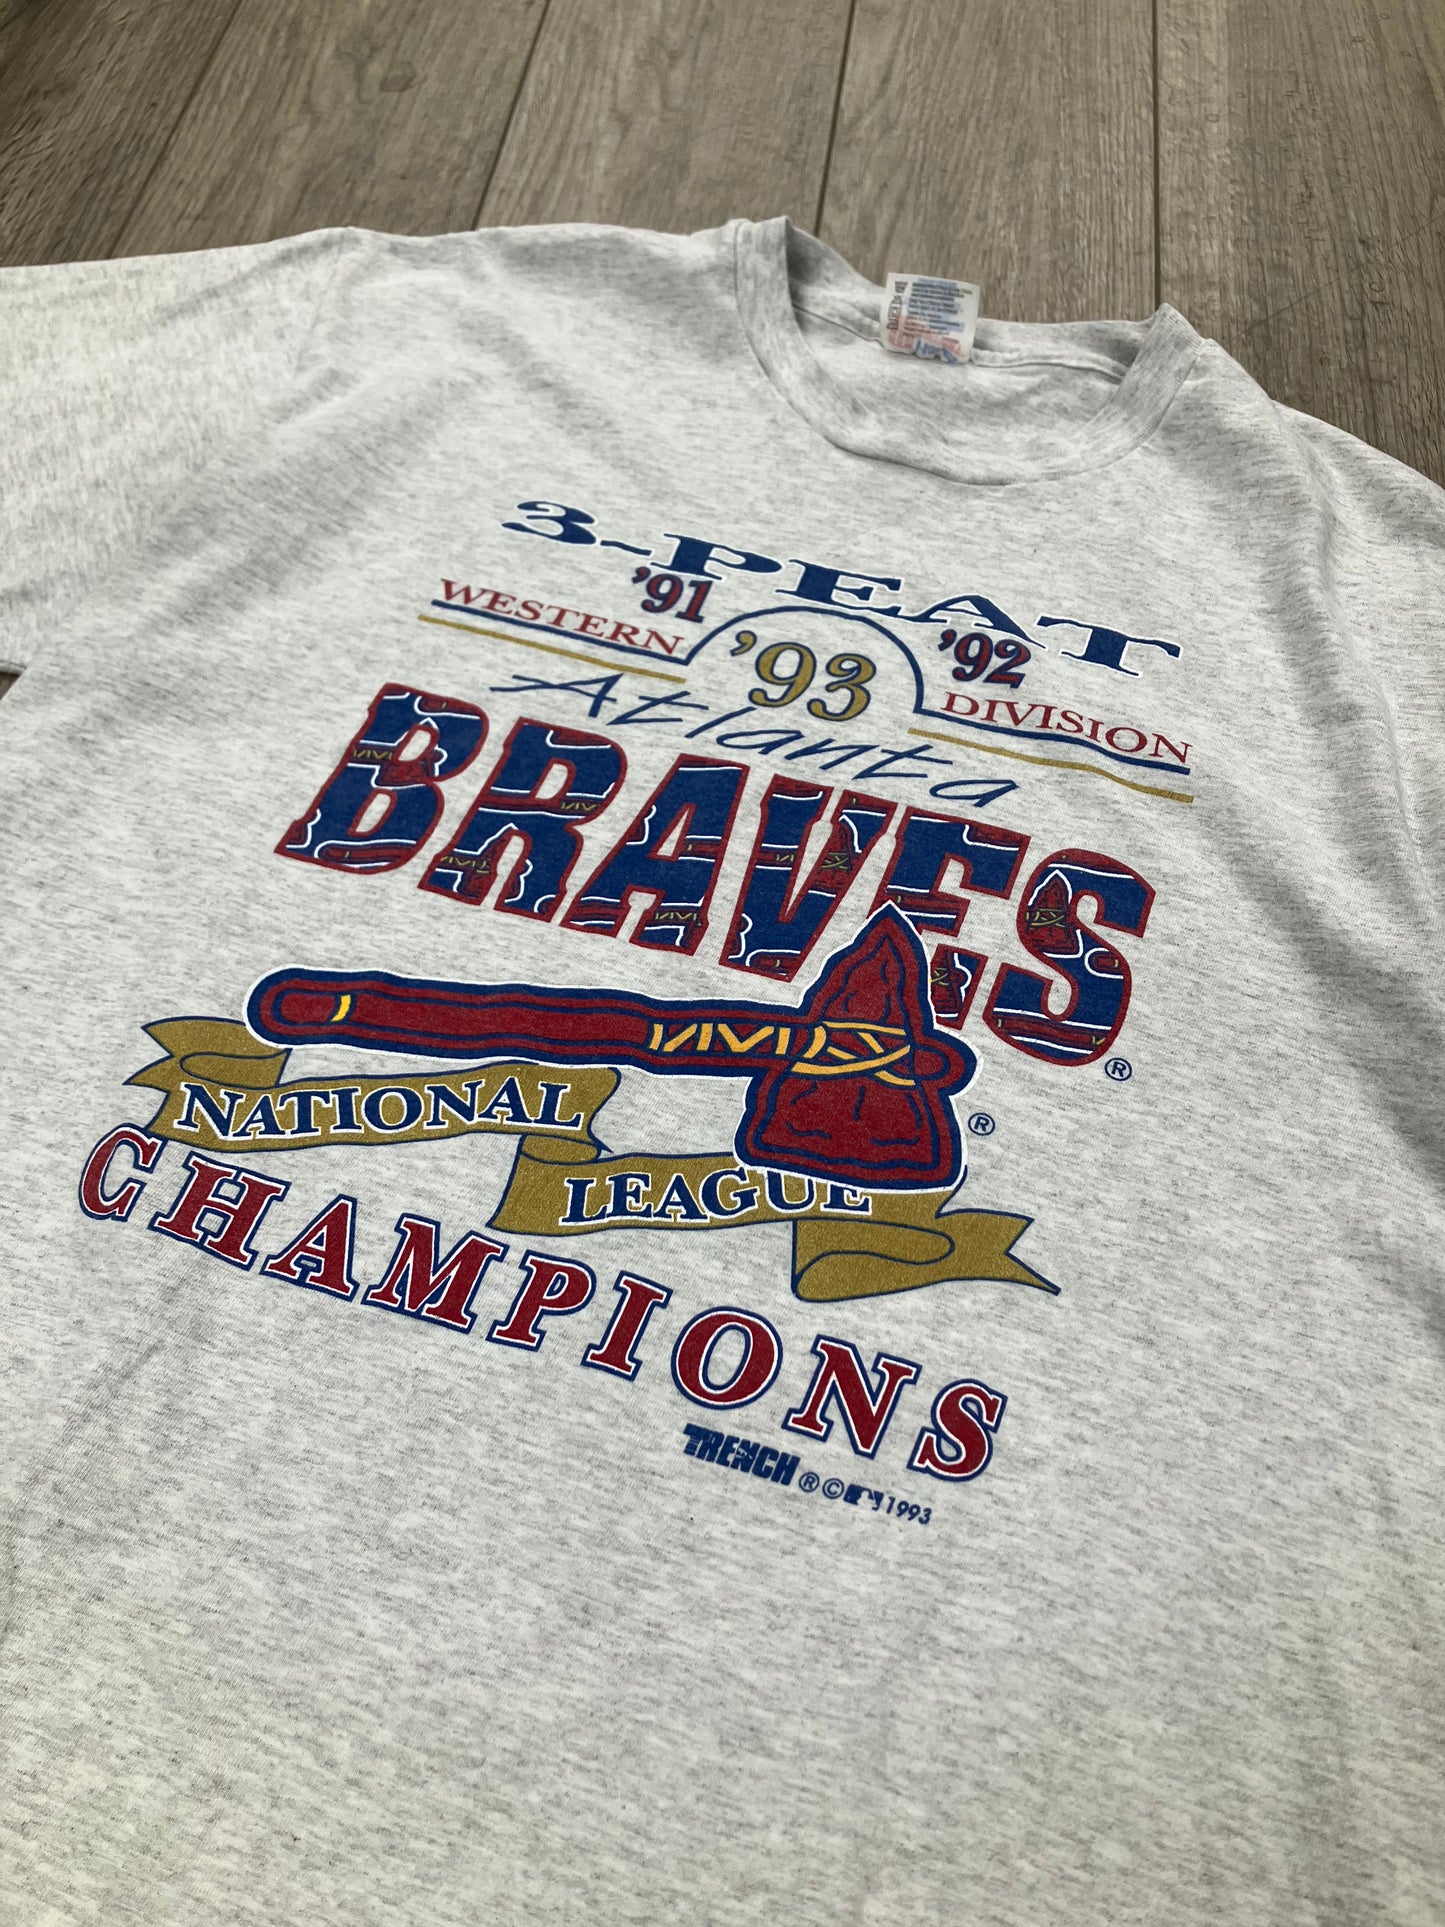 3-PEAT
'91 '92
WESTERN '93 DIVISION
Atlanta
BRAVES
®
®
NATIONAL
LEAGUE
CHAMPIONS
TRENCH ® © 1993